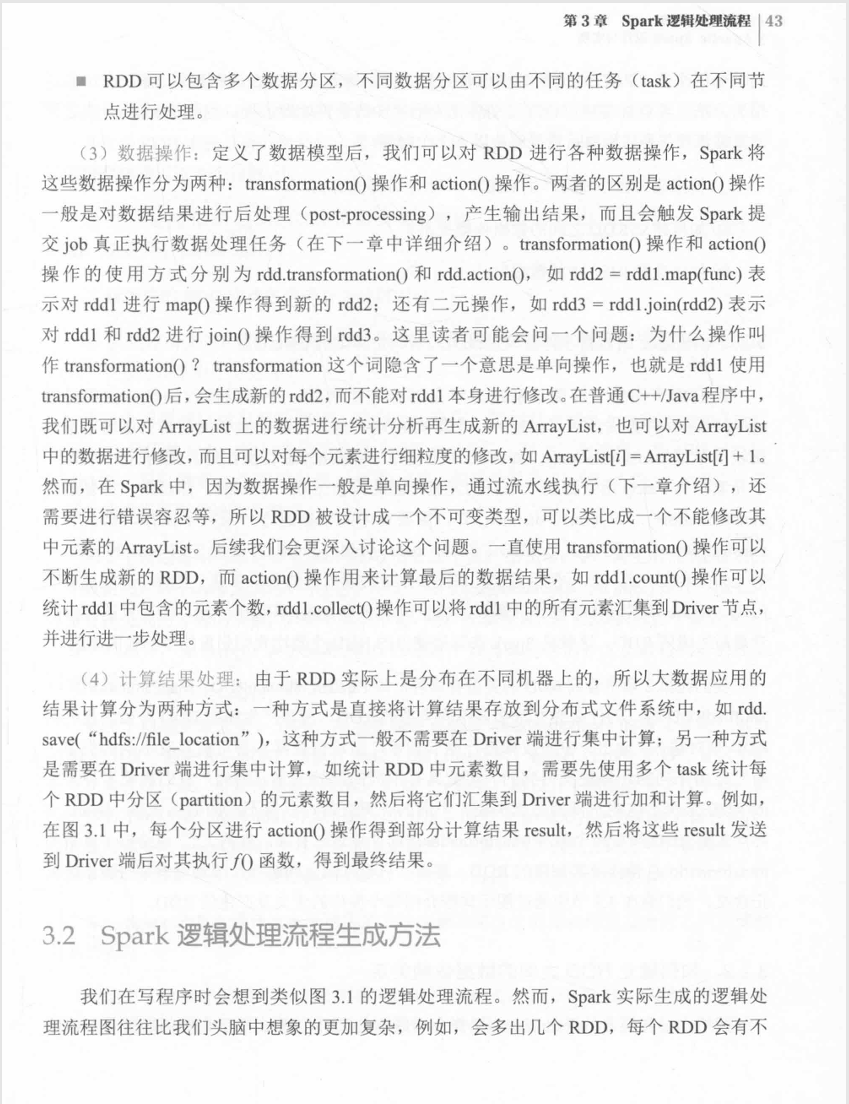 第 3 章 Spark 逻辑处理流程 43
■ RDD 可以包含多个数据分区，不同数据分区可以由不同的任务（task）在不同节
点进行处理。
（3）数据操作：定义了数据模型后，我们可以对 RDD 进行各种数据操作，Spark 将
这些数据操作分为两种：transformation() 操作和 action() 操作。两者的区别是 action() 操作
一般是对数据结果进行后处理（post-processing），产生输出结果，而且会触发 Spark 提
交 job 真正执行数据处理任务（在下一章中详细介绍）。transformation() 操作和 action()
操作的使用方式分别为 rdd.transformation() 和 rdd.action()，如 rdd2 = rdd1.map(func) 表
示对 rdd1 进行 map() 操作得到新的 rdd2；还有二元操作，如 rdd3 = rdd1.join(rdd2) 表示
对 rdd1 和 rdd2 进行 join() 操作得到 rdd3。这里读者可能会问一个问题：为什么操作叫
作 transformation()？ transformation 这个词隐含了一个意思是单向操作，也就是 rdd1 使用
transformation() 后，会生成新的 rdd2，而不能对 rdd1 本身进行修改。在普通 C++/Java 程序中，
我们既可以对 ArrayList 上的数据进行统计分析再生成新的 ArrayList，也可以对 ArrayList
中的数据进行修改，而且可以对每个元素进行细粒度的修改，如 ArrayList[i] = ArrayList[i] + 1。
然而，在 Spark 中，因为数据操作一般是单向操作，通过流水线执行（下一章介绍），还
需要进行错误容忍等，所以 RDD 被设计成一个不可变类型，可以类比成一个不能修改其
中元素的 ArrayList。后续我们会更深入讨论这个问题。一直使用 transformation() 操作可以
不断生成新的 RDD，而 action() 操作用来计算最后的数据结果，如 rdd1.count() 操作可以
统计 rdd1 中包含的元素个数，rdd1.collect() 操作可以将 rdd1 中的所有元素汇集到 Driver 节点，
并进行进一步处理。
（4）计算结果处理：由于 RDD 实际上是分布在不同机器上的，所以大数据应用的
结果计算分为两种方式：一种方式是直接将计算结果存放到分布式文件系统中，如 rdd.
save(“hdfs://file_location”)，这种方式一般不需要在 Driver 端进行集中计算；另一种方式
是需要在 Driver 端进行集中计算，如统计 RDD 中元素数目，需要先使用多个 task 统计每
个 RDD 中分区（partition）的元素数目，然后将它们汇集到 Driver 端进行加和计算。例如，
在图 3.1 中，每个分区进行 action() 操作得到部分计算结果 result，然后将这些 result 发送
到 Driver 端后对其执行 f() 函数，得到最终结果。
3.2 Spark 逻辑处理流程生成方法
我们在写程序时会想到类似图 3.1 的逻辑处理流程。然而，Spark 实际生成的逻辑处
理流程图往往比我们头脑中想象的更加复杂，例如，会多出几个 RDD，每个 RDD 会有不